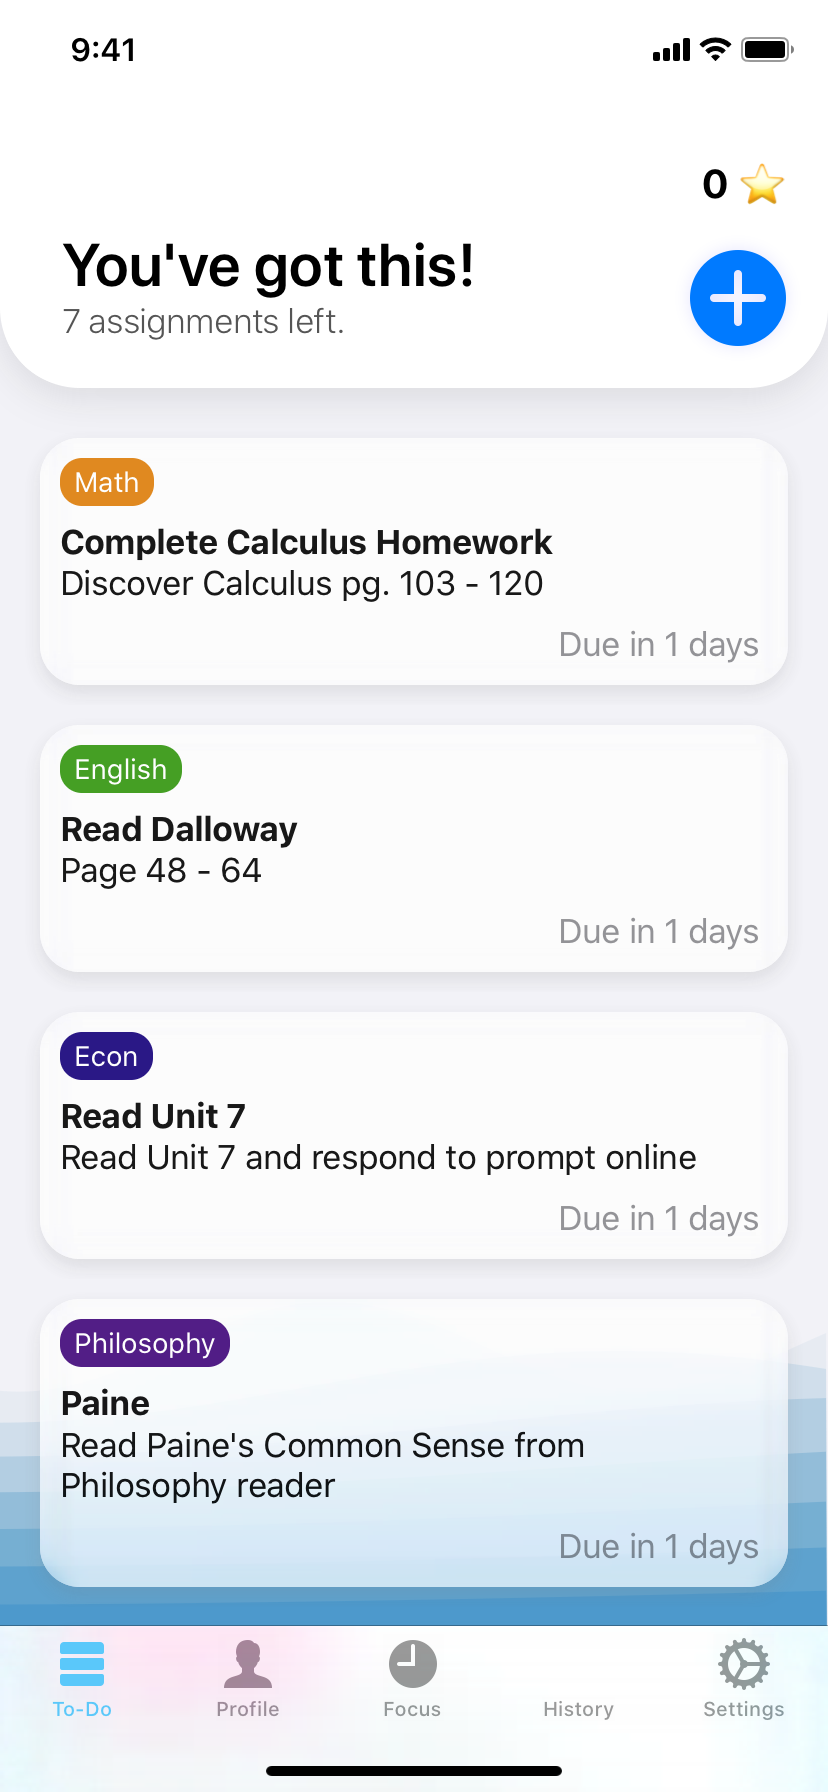 9:41
0
You've got this!
7 assignments left.
Math
Complete Calculus Homework
Discover Calculus pg. 103 - 120
Due in 1 days
English
Read Dalloway
Page 48 - 64
Due in 1 days
Econ
Read Unit 7
Read Unit 7 and respond to prompt online
Due in 1 days
Philosophy
Paine
Read Paine's Common Sense from
Philosophy reader
Due in 1 days
To-Do
Profile
Focus
History
Settings